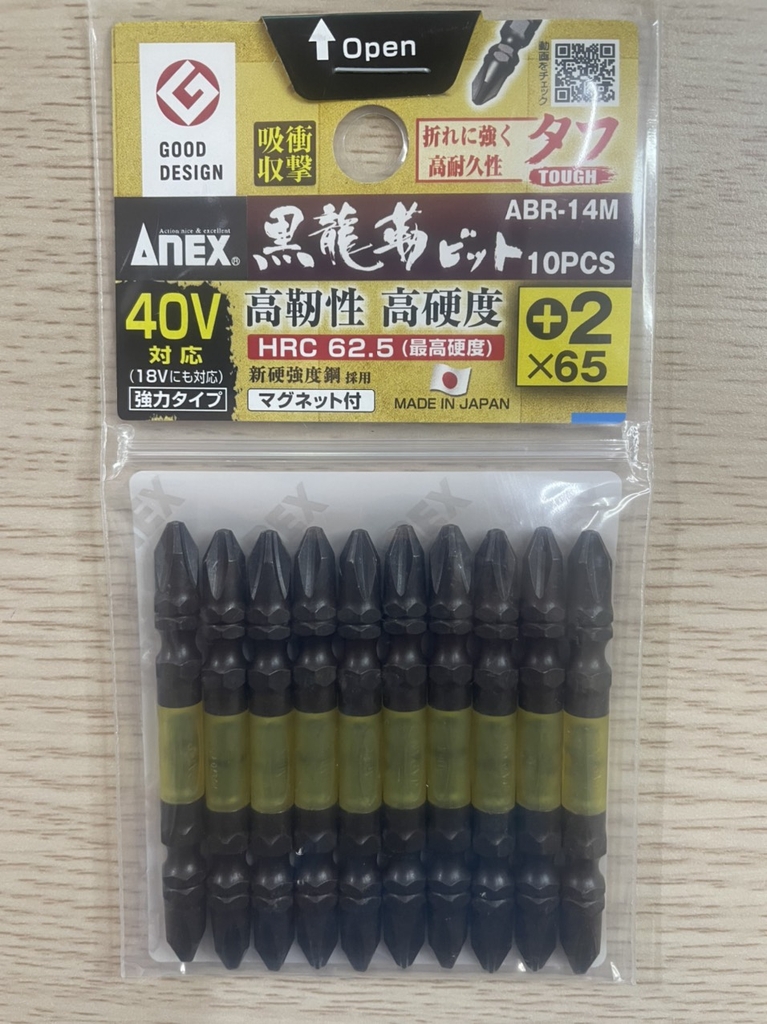 Open
動画をチェック
GOOD
DESIGN
吸衝
収撃
折れに強く
高耐久性
タフ
TOUGH
ABR-14M
Action nice & excellent
ANEX®
黒龍靭ビット
10PCS
40V
対応
(18Vにも対応)
強力タイプ
高靭性 高硬度
HRC 62.5 (最高硬度)
新硬強度鋼 採用
マグネット付
MADE IN JAPAN
+2
×65